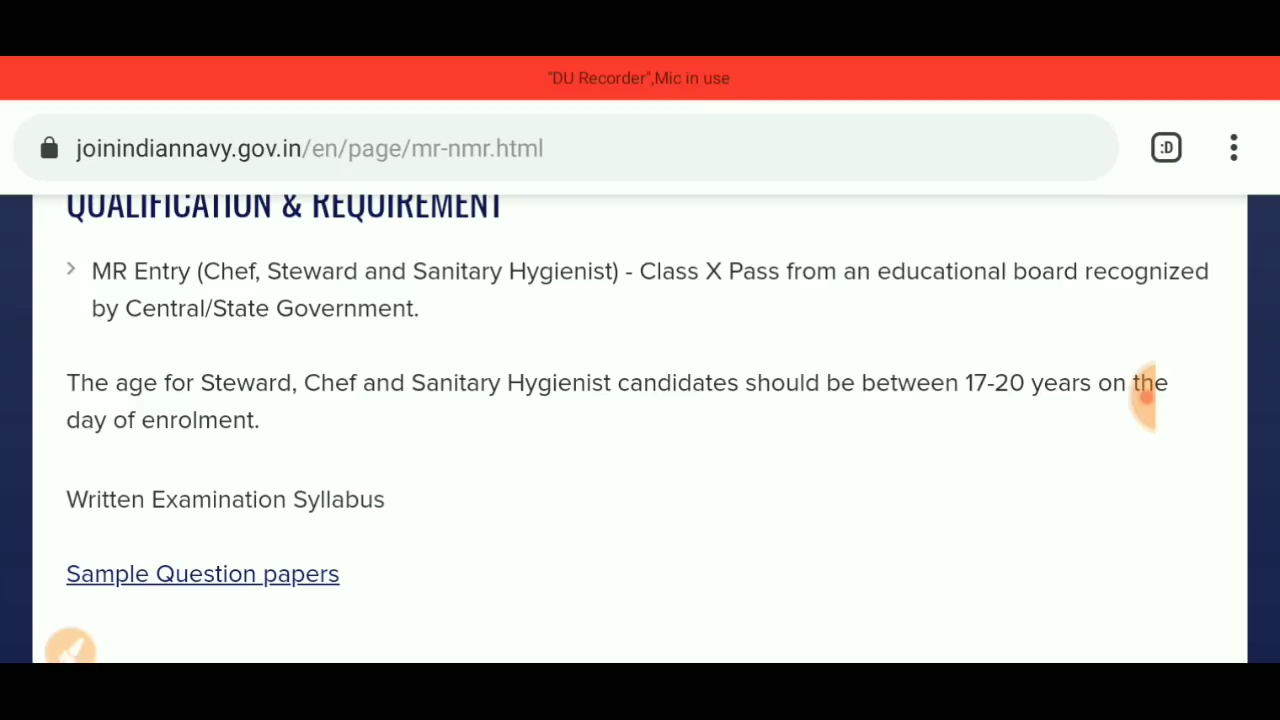 "DU Recorder",Mic in use
joinindiannavy.gov.in/en/page/mr-nmr.html
:D
QUALIFICATION & REQUIREMENT
MR Entry (Chef, Steward and Sanitary Hygienist) - Class X Pass from an educational board recognized
by Central/State Government.
The age for Steward, Chef and Sanitary Hygienist candidates should be between 17-20 years on the
day of enrolment.
Written Examination Syllabus
Sample Question papers